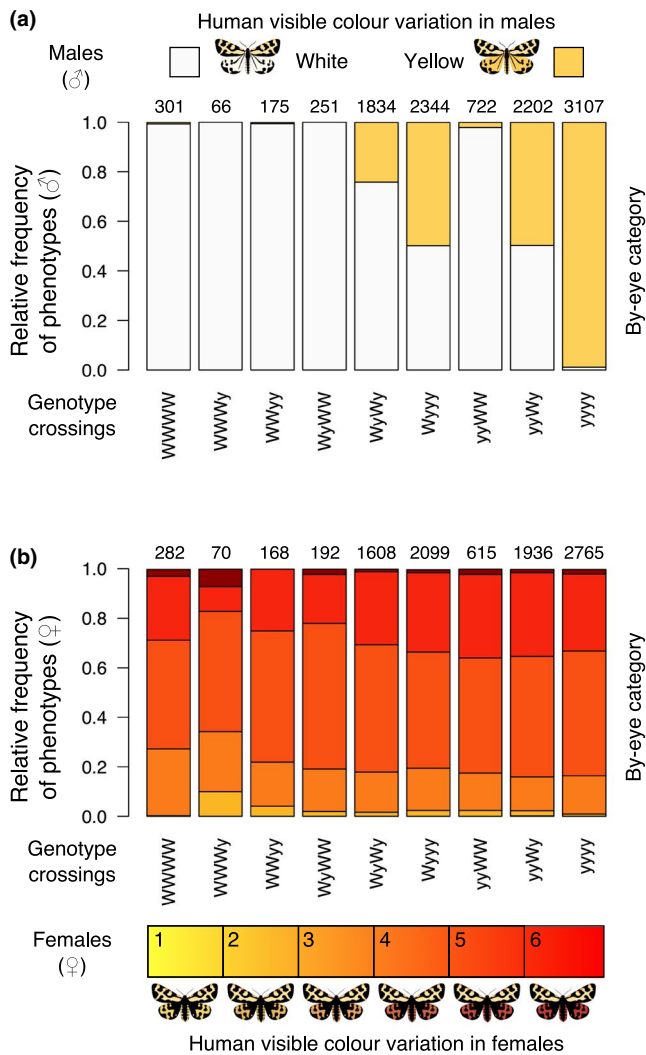 (a)
Human visible colour variation in males
Males
(♂)
White
Yellow
301 66 175 251 1834 2344 722 2202 3107
Relative frequency
of phenotypes (♂)
1.0
0.8
0.6
0.4
0.2
0.0
By-eye category
Genotype
crossings
WWWW WWWy WWyy WyWW WyWy Wyyy yyWW yyWy yyyy
(b)
282 70 168 192 1608 2099 615 1936 2765
Relative frequency
of phenotypes (♀)
1.0
0.8
0.6
0.4
0.2
0.0
By-eye category
Genotype
crossings
WWWW WWWy WWyy WyWW WyWy Wyyy yyWW yyWy yyyy
Females
(♀)
1 2 3 4 5 6
Human visible colour variation in females